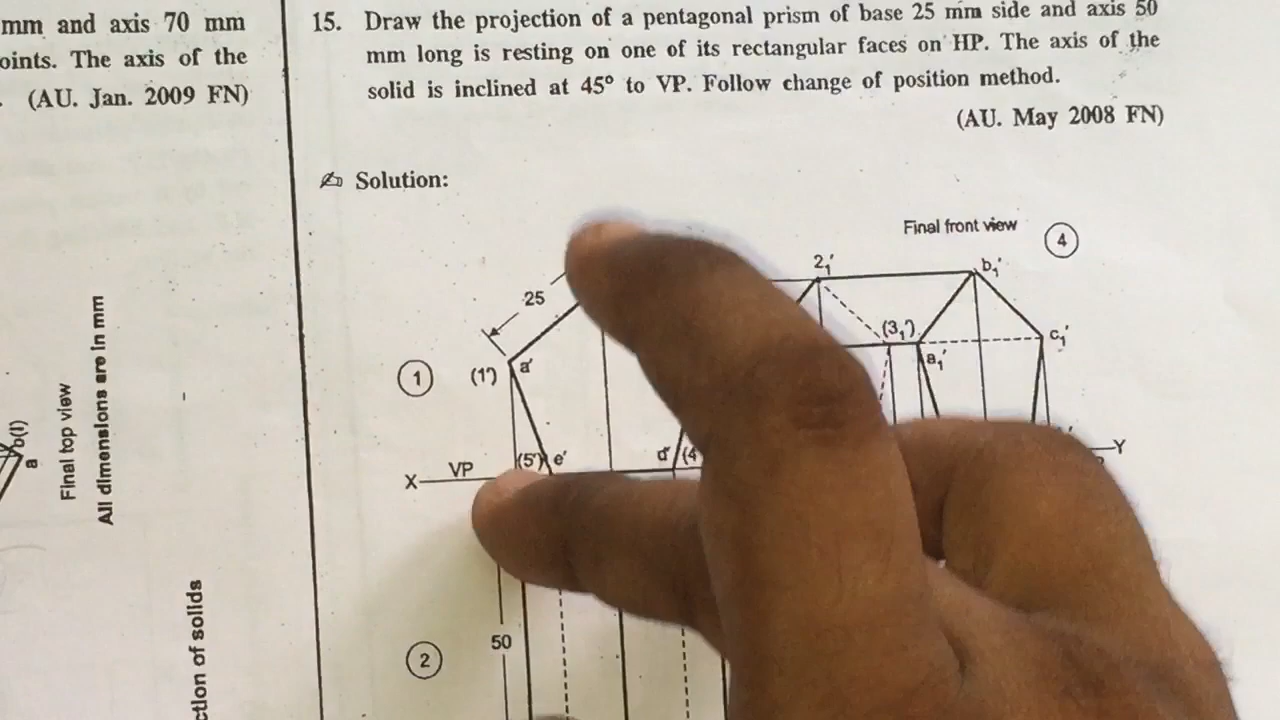 mm and axis 70 mm
oints. The axis of the
(AU. Jan. 2009 FN)
15. Draw the projection of a pentagonal prism of base 25 mm side and axis 50
mm long is resting on one of its rectangular faces on HP. The axis of the
solid is inclined at 45° to VP. Follow change of position method.
(AU. May 2008 FN)
Solution:
Final front view
4
2₁'
b₁'
25
(3₁')
c₁'
1
(1')
a'
a₁'
(5')
e'
d'
(4
X
VP
Y
50
2
b(1)
a
Final top view
All dimensions are in mm
ction of solids